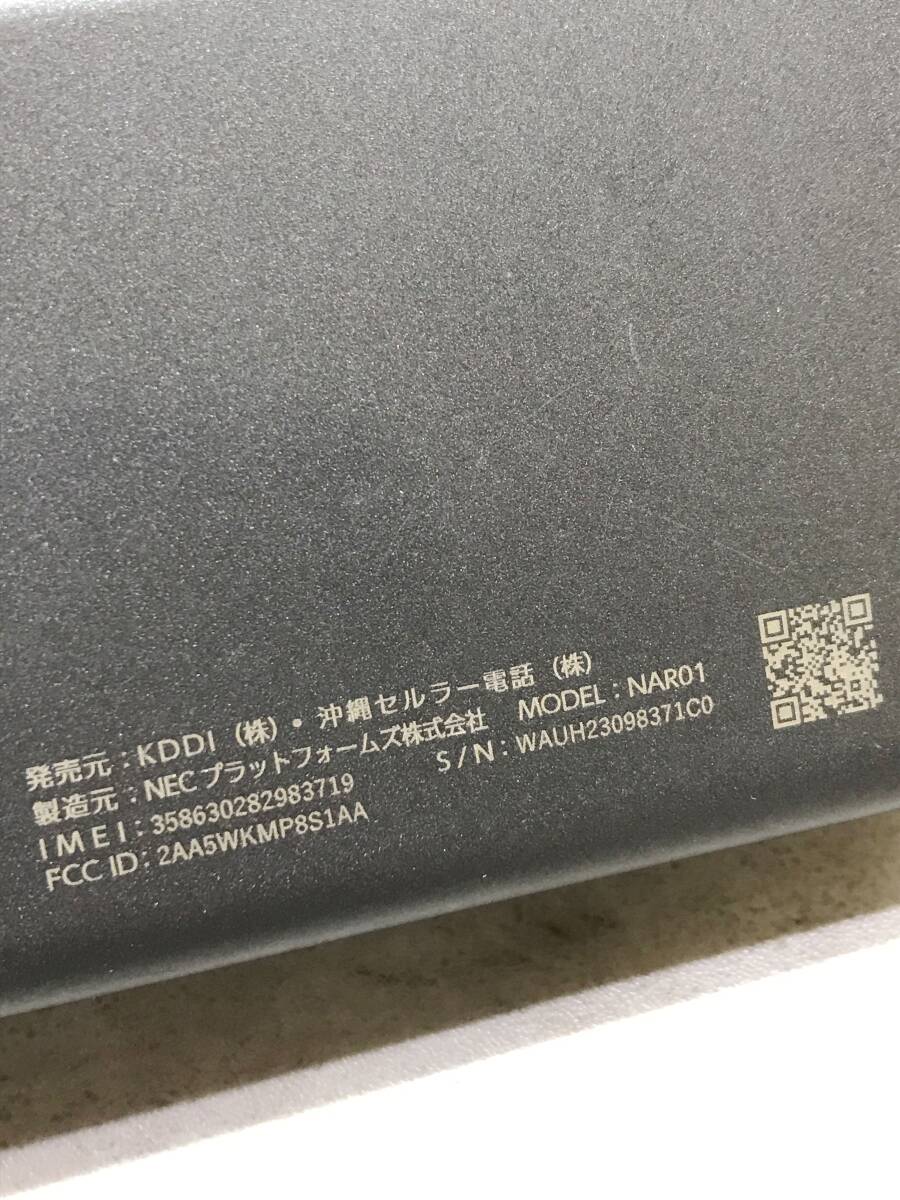 発売元：KDDI（株）・沖縄セルラー電話（株）
製造元：NECプラットフォームズ株式会社 MODEL：NAR01
IMEI：358630282983719 S/N：WAUH23098371C0
FCC ID：2AA5WKMP8S1AA